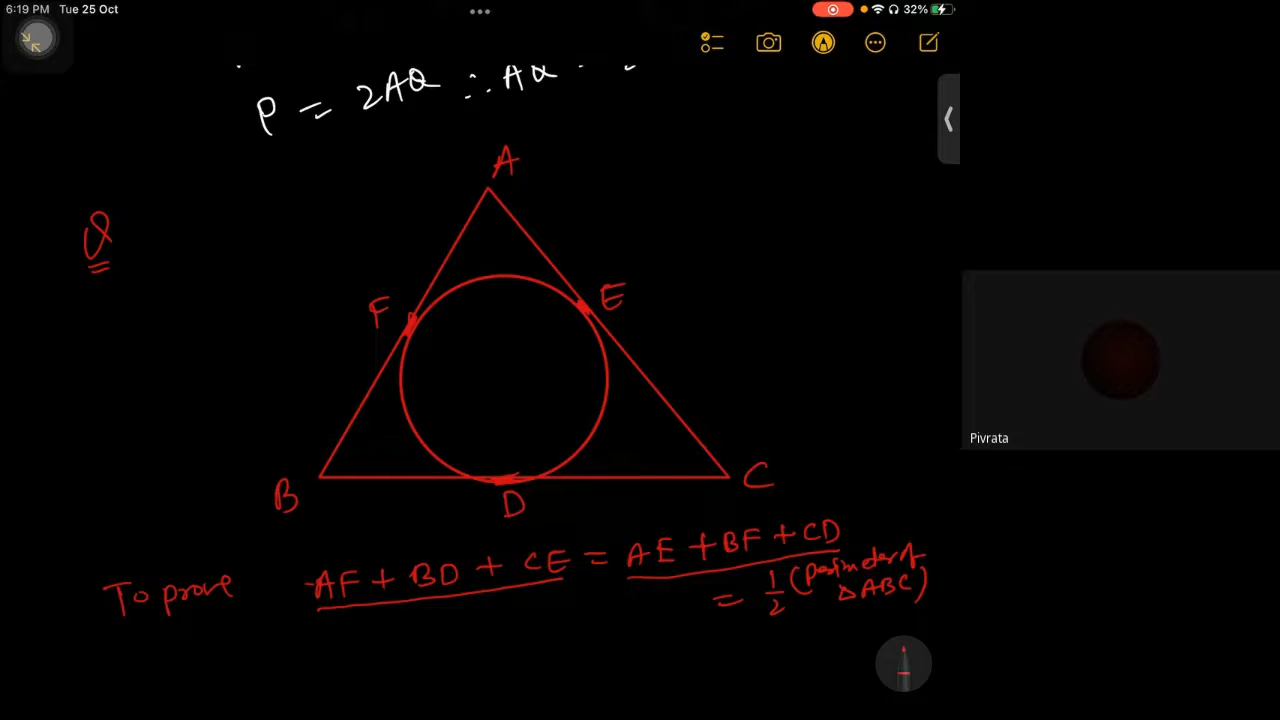 6:19 PM Tue 25 Oct
32%
P = 2AQ ∴ AQ
A
Q
F
E
B
D
C
Pivrata
To prove AF + BD + CE = AE + BF + CD
= 1/2 (Perimeter of
△ABC)